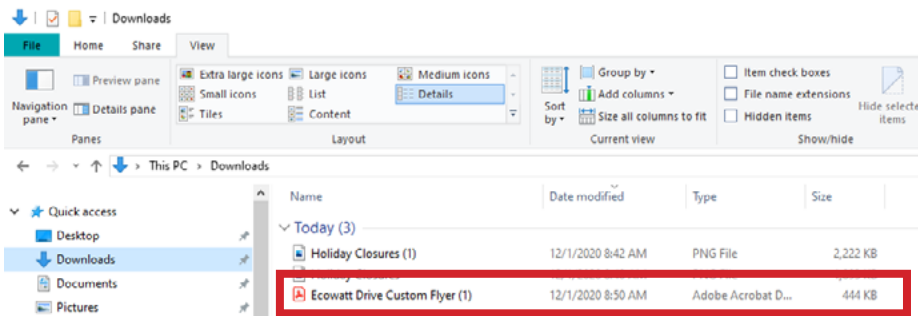 Downloads
File Home Share View
Preview pane
Details pane
Navigation pane
Panes
Extra large icons Large icons Medium icons
Small icons List Details
Tiles Content
Layout
Sort by
Group by
Add columns
Size all columns to fit
Current view
Item check boxes
File name extensions
Hidden items
Hide selecte
items
Show/hide
This PC > Downloads
Quick access
Desktop
Downloads
Documents
Pictures
Name Date modified Type Size
Today (3)
Holiday Closures (1) 12/1/2020 8:42 AM PNG File 2,222 KB
Holiday Closures
Ecowatt Drive Custom Flyer (1) 12/1/2020 8:50 AM Adobe Acrobat D... 444 KB